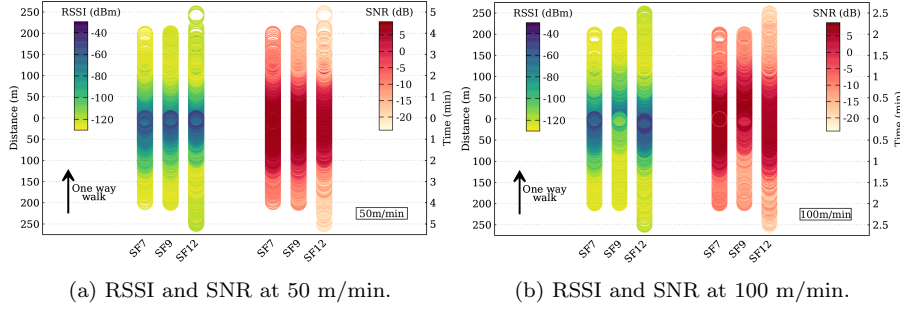 RSSI (dBm)
SNR (dB)
250
200
150
100
50
0
50
100
150
200
250
Distance (m)
-40
-60
-80
-100
-120
5
0
-5
-10
-15
-20
5
4
3
2
1
0
1
2
3
4
5
Time (min)
One way
walk
50m/min
SF7
SF9
SF12
SF7
SF9
SF12
(a) RSSI and SNR at 50 m/min.
RSSI (dBm)
SNR (dB)
250
200
150
100
50
0
50
100
150
200
250
Distance (m)
-40
-60
-80
-100
-120
5
0
-5
-10
-15
-20
2.5
2
1.5
1
0.5
0
0.5
1
1.5
2
2.5
Time (min)
One way
walk
100m/min
SF7
SF9
SF12
SF7
SF9
SF12
(b) RSSI and SNR at 100 m/min.